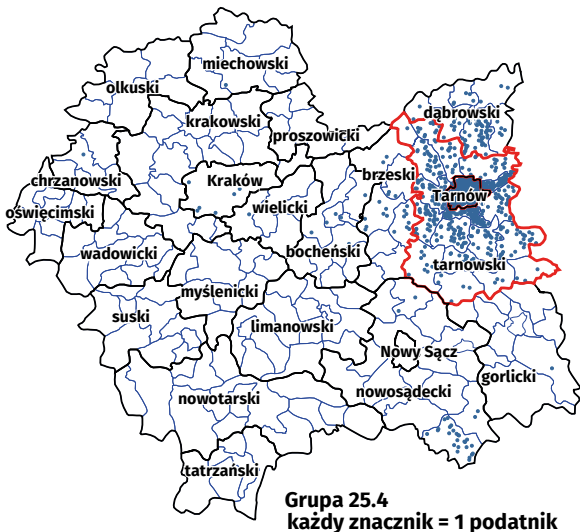 miechowski
olkuski
dąbrowski
krakowski
proszowicki
chrzanowski
Kraków
brzeski
Tarnów
oświęcimski
wielicki
wadowicki
bocheński
tarnowski
myślenicki
suski
limanowski
Nowy Sącz
nowotarski
nowosądecki
gorlicki
tatrzański
Grupa 25.4
każdy znacznik = 1 podatnik